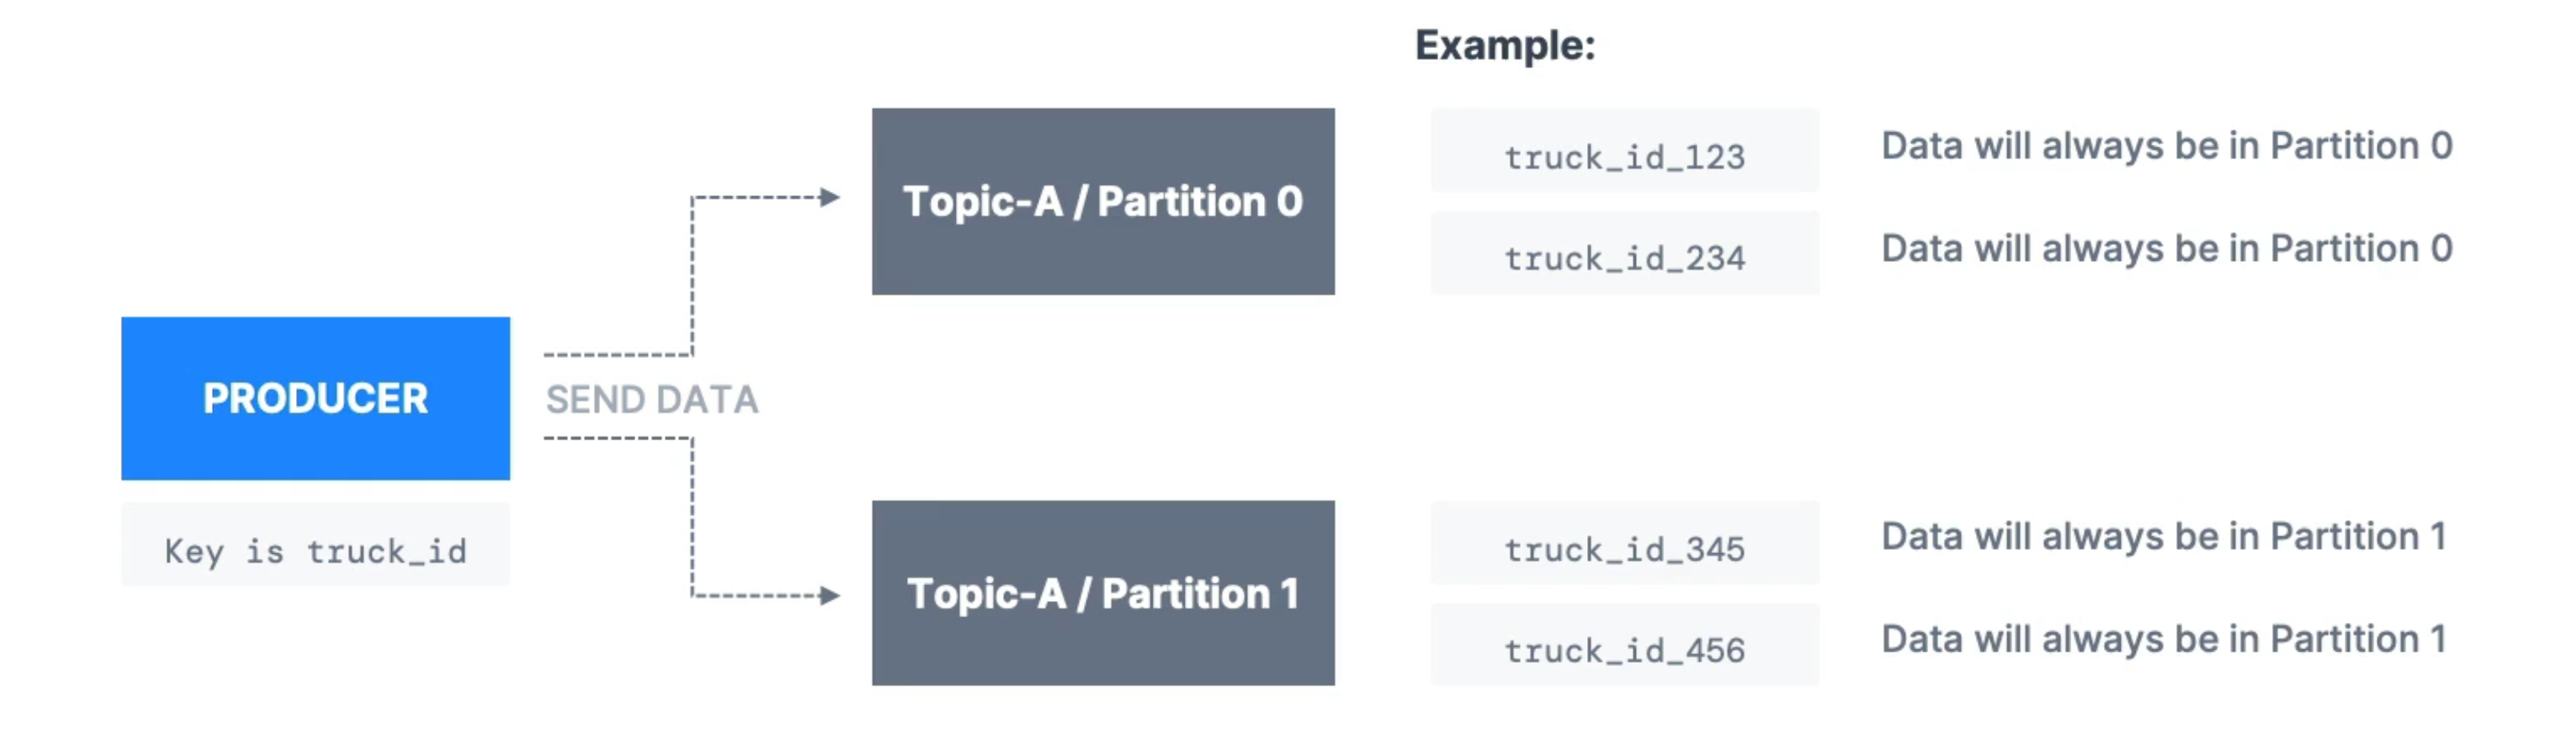 Example:
Topic-A / Partition 0
truck_id_123
Data will always be in Partition 0
truck_id_234
Data will always be in Partition 0
PRODUCER
SEND DATA
Key is truck_id
Topic-A / Partition 1
truck_id_345
Data will always be in Partition 1
truck_id_456
Data will always be in Partition 1